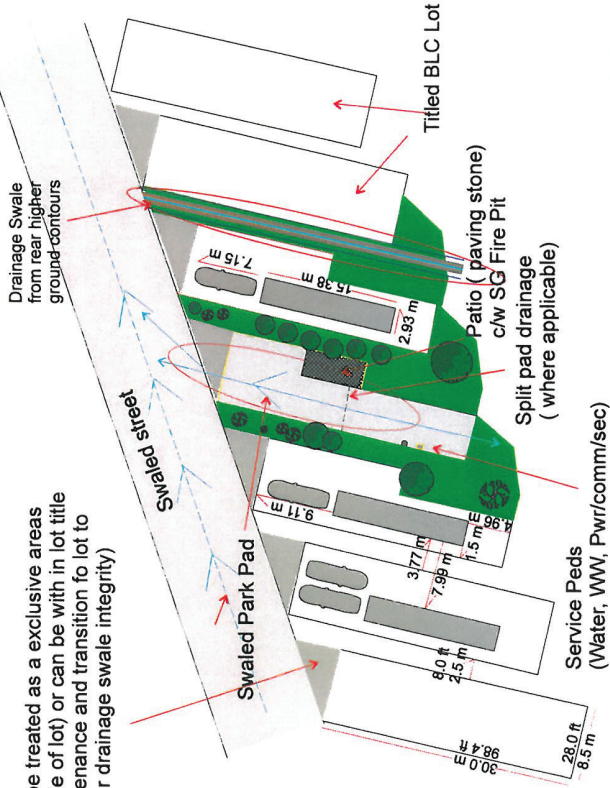 be treated as a exclusive areas
e of lot) or can be with in lot title
enance and transition fo lot to
r drainage swale integrity)
Drainage Swale
from rear higher
ground contours
Swaled street
Swaled Park Pad
Titled BLC Lot
Patio ( paving stone)
c/w SG Fire Pit
Split pad drainage
( where applicable)
Service Peds
(Water, WW, Pwr/comm/sec)
7.15 m
15.38 m
2.93 m
9.11 m
4.96 m
3.77 m
1.5 m
7.99 m
8.0 ft
2.5 m
98.4 ft
30.0 m
28.0 ft
8.5 m